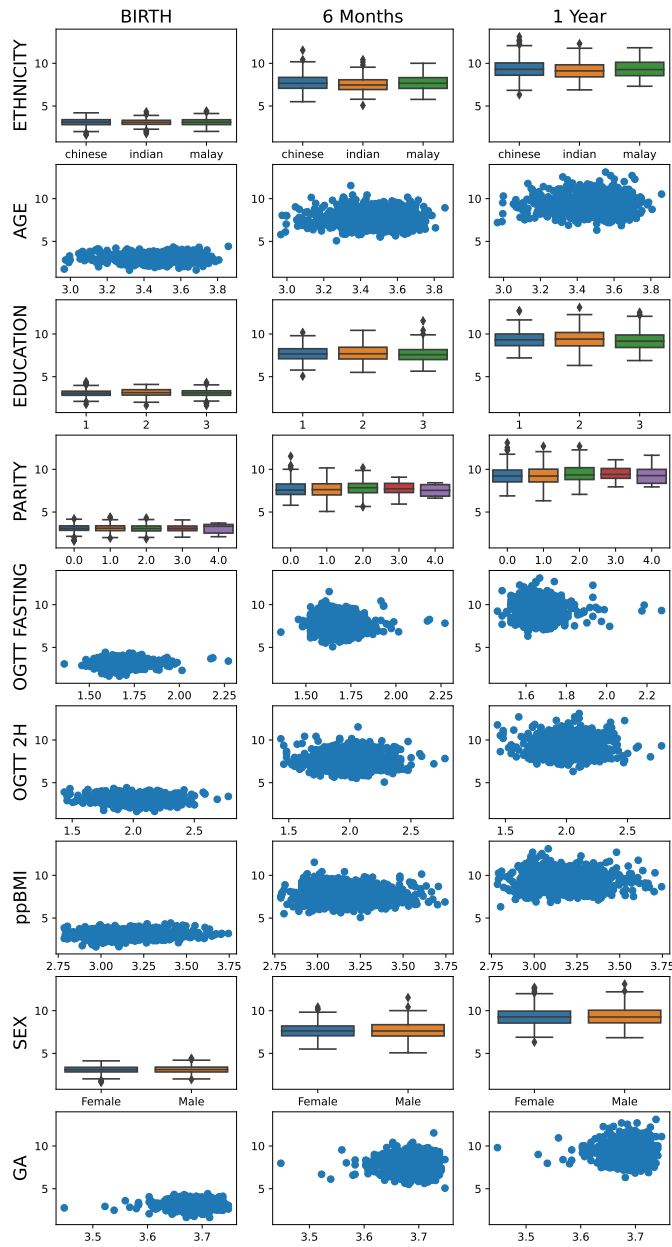 BIRTH 6 Months 1 Year
ETHNICITY
10 10 10
5 5 5
chinese indian malay chinese indian malay chinese indian malay
AGE
10 10 10
5 5 5
3.0 3.2 3.4 3.6 3.8 3.0 3.2 3.4 3.6 3.8 3.0 3.2 3.4 3.6 3.8
EDUCATION
10 10 10
5 5 5
1 2 3 1 2 3 1 2 3
PARITY
10 10 10
5 5 5
0.0 1.0 2.0 3.0 4.0 0.0 1.0 2.0 3.0 4.0 0.0 1.0 2.0 3.0 4.0
OGTT FASTING
10 10 10
5 5 5
1.50 1.75 2.00 2.25 1.50 1.75 2.00 2.25 1.6 1.8 2.0 2.2
OGTT 2H
10 10 10
5 5 5
1.5 2.0 2.5 1.5 2.0 2.5 1.5 2.0 2.5
ppBMI
10 10 10
5 5 5
2.75 3.00 3.25 3.50 3.75 2.75 3.00 3.25 3.50 3.75 2.75 3.00 3.25 3.50 3.75
SEX
10 10 10
5 5 5
Female Male Female Male Female Male
GA
10 10 10
5 5 5
3.5 3.6 3.7 3.5 3.6 3.7 3.5 3.6 3.7